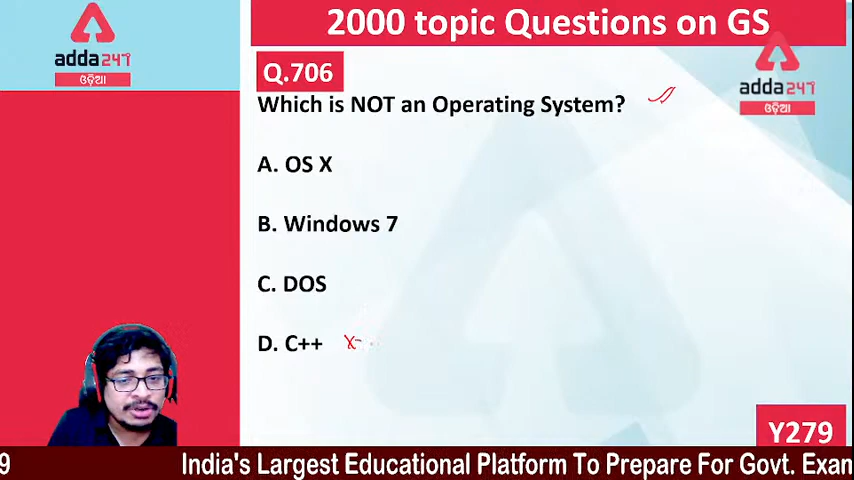 2000 topic Questions on GS
adda247
ଓଡ଼ିଆ
Q.706
adda247
ଓଡ଼ିଆ
Which is NOT an Operating System?
A. OS X
B. Windows 7
C. DOS
D. C++
Y279
9 India's Largest Educational Platform To Prepare For Govt. Exan